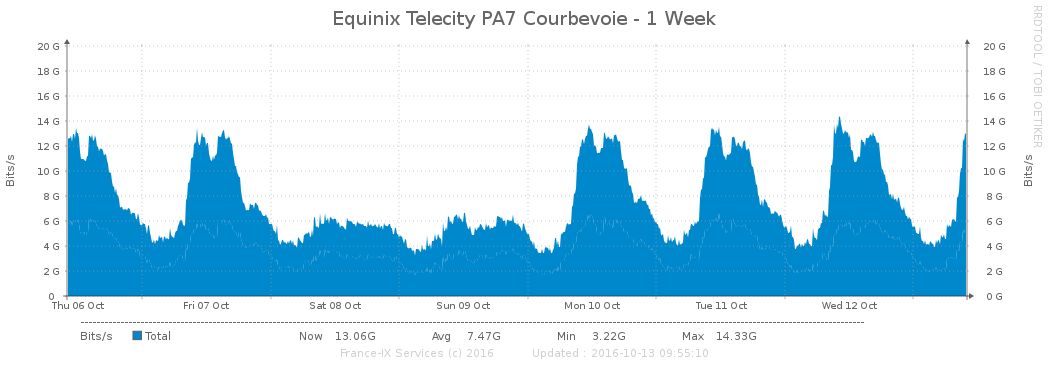 Equinix Telecity PA7 Courbevoie - 1 Week
RRDTOOL / TOBI OETIKER
Bits/s
Bits/s
20 G 20 G
18 G 18 G
16 G 16 G
14 G 14 G
12 G 12 G
10 G 10 G
8 G 8 G
6 G 6 G
4 G 4 G
2 G 2 G
0 0 G
Thu 06 Oct Fri 07 Oct Sat 08 Oct Sun 09 Oct Mon 10 Oct Tue 11 Oct Wed 12 Oct
Bits/s Total Now 13.06G Avg 7.47G Min 3.22G Max 14.33G
France-IX Services (c) 2016 Updated : 2016-10-13 09:55:10